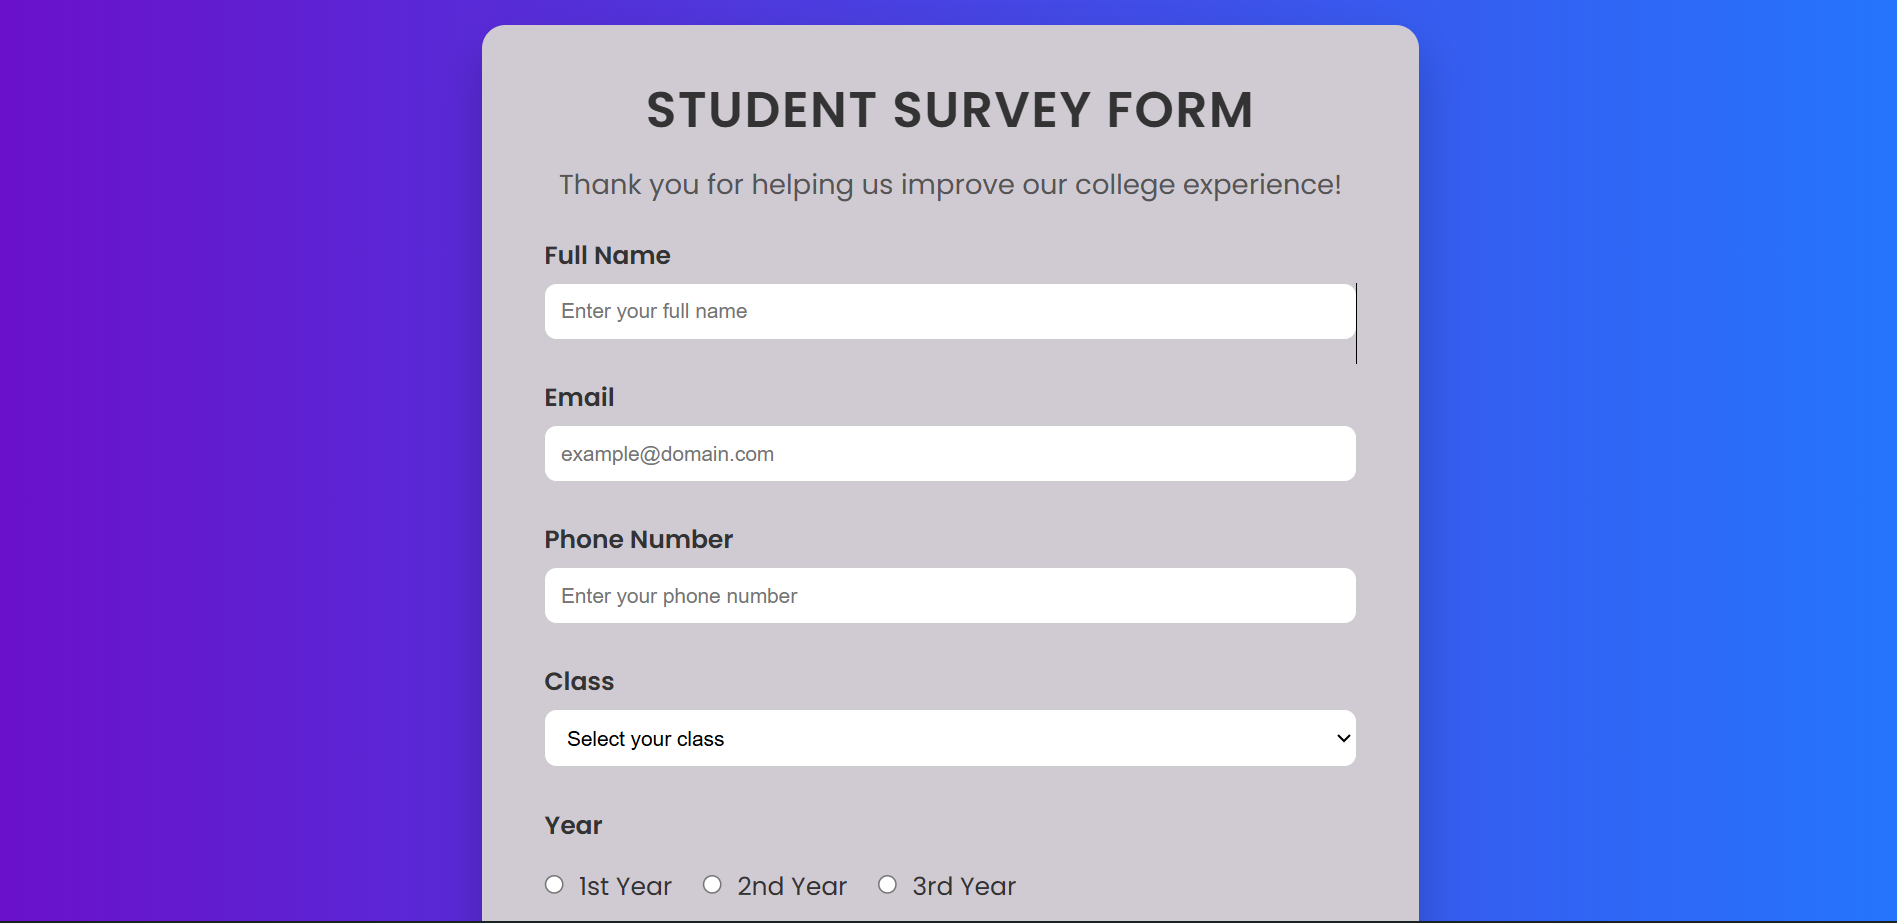 STUDENT SURVEY FORM
Thank you for helping us improve our college experience!
Full Name
Enter your full name
Email
example@domain.com
Phone Number
Enter your phone number
Class
Select your class
Year
1st Year 2nd Year 3rd Year